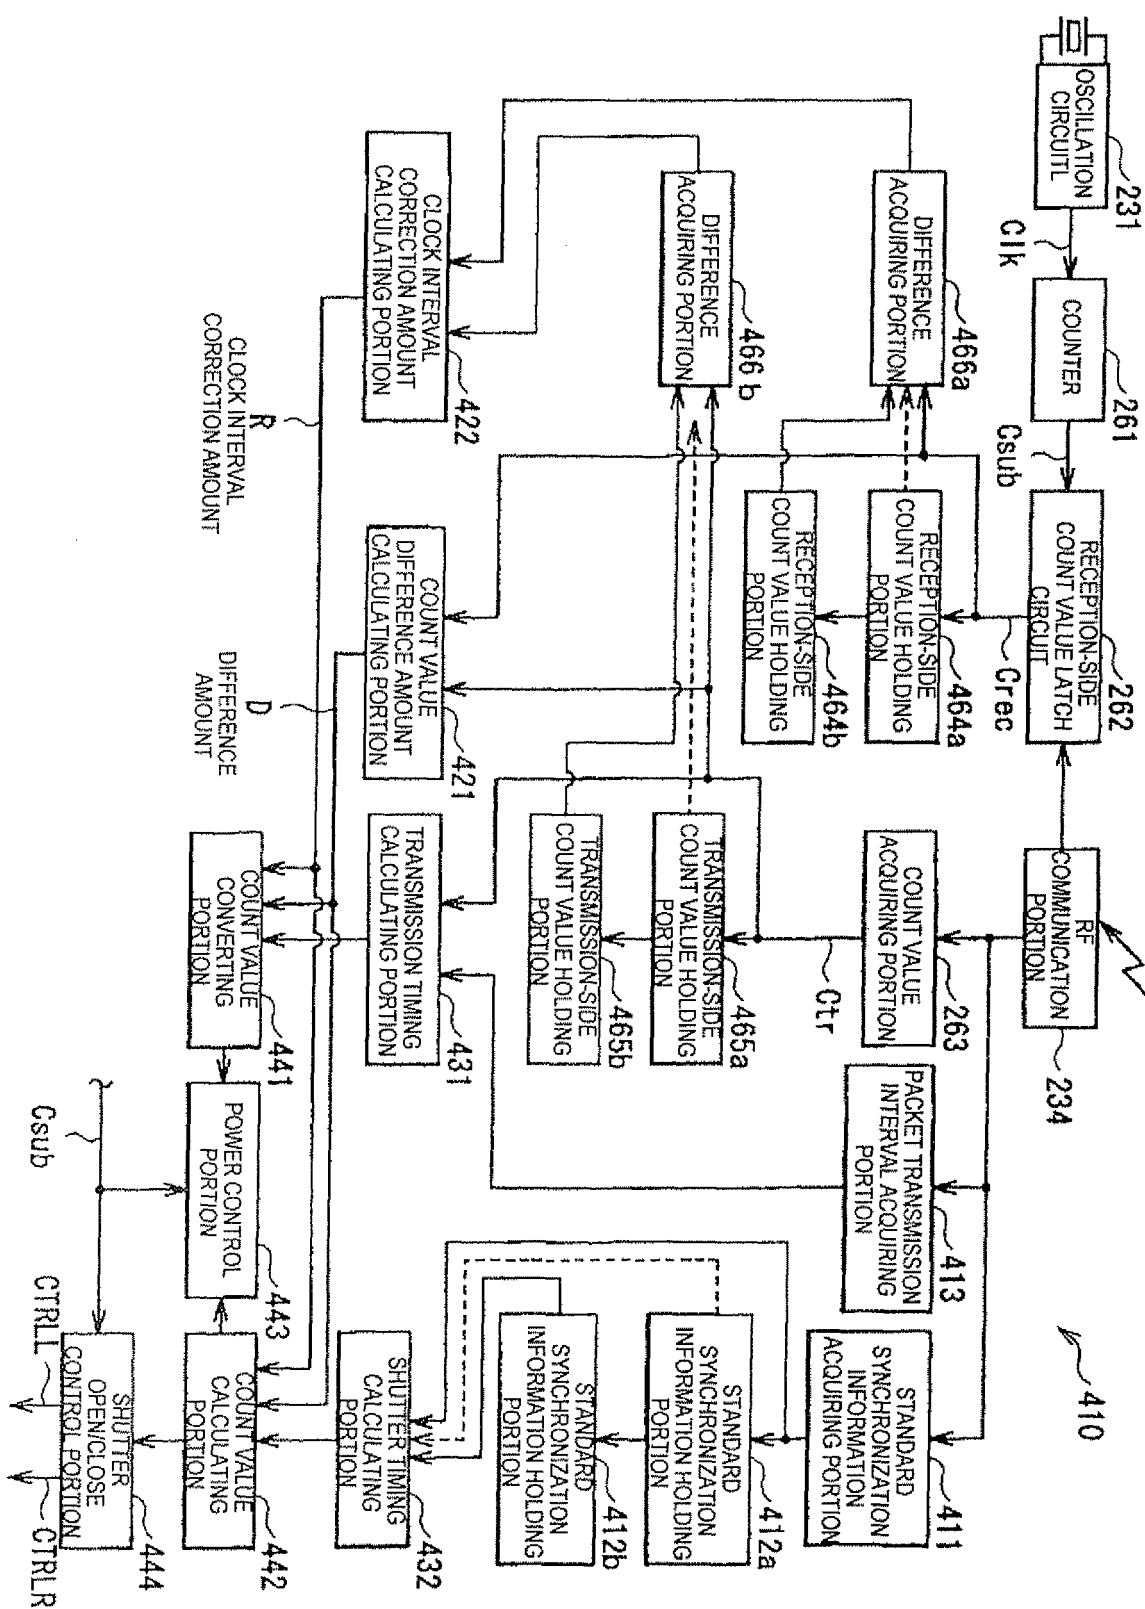 410
231
OSCILLATION
CIRCUITL
Clk
261
COUNTER
Csub
262
RECEPTION-SIDE
COUNT VALUE LATCH
CIRCUIT
RF
COMMUNICATION
PORTION
234
Crec
464a
RECEPTION-SIDE
COUNT VALUE HOLDING
PORTION
464b
RECEPTION-SIDE
COUNT VALUE HOLDING
PORTION
466a
DIFFERENCE
ACQUIRING PORTION
466b
DIFFERENCE
ACQUIRING PORTION
263
COUNT VALUE
ACQUIRING PORTION
Ctr
465a
TRANSMISSION-SIDE
COUNT VALUE HOLDING
PORTION
465b
TRANSMISSION-SIDE
COUNT VALUE HOLDING
PORTION
413
PACKET TRANSMISSION
INTERVAL ACQUIRING
PORTION
411
STANDARD
SYNCHRONIZATION
INFORMATION
ACQUIRING PORTION
412a
STANDARD
SYNCHRONIZATION
INFORMATION HOLDING
PORTION
412b
STANDARD
SYNCHRONIZATION
INFORMATION HOLDING
PORTION
422
CLOCK INTERVAL
CORRECTION AMOUNT
CALCULATING PORTION
421
COUNT VALUE
DIFFERENCE AMOUNT
CALCULATING PORTION
431
TRANSMISSION TIMING
CALCULATING PORTION
432
SHUTTER TIMING
CALCULATING
PORTION
R
CLOCK INTERVAL
CORRECTION AMOUNT
D
DIFFERENCE
AMOUNT
441
COUNT VALUE
CONVERTING
PORTION
443
POWER CONTROL
PORTION
442
COUNT VALUE
CALCULATING
PORTION
Csub
444
SHUTTER
OPEN/CLOSE
CONTROL PORTION
CTRLL
CTRLR